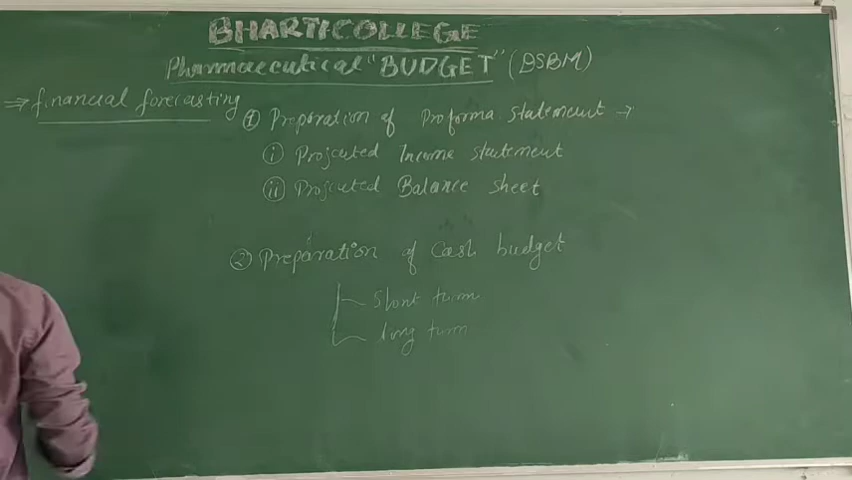 BHARTI COLLEGE
Pharmaceutical "BUDGET" (DSBM)
⇒ financial forecasting
① Preparation of Proforma statement →
ⓘ Projected Income statement
ⓘⓘ Projected Balance sheet
② Preparation of Cash budget
Short term
long term